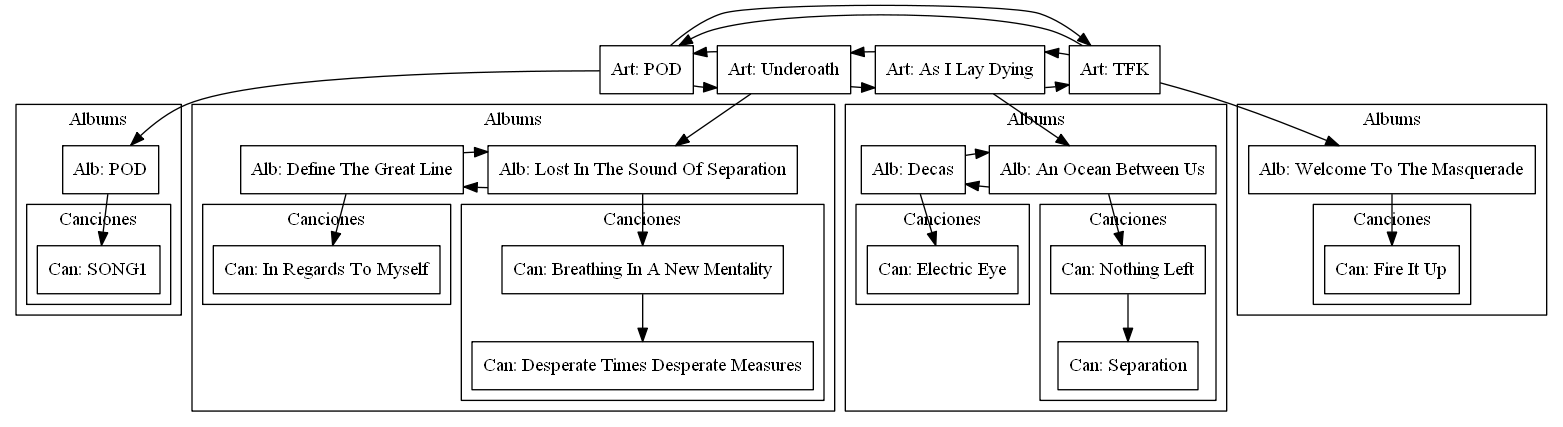 Art: POD
Art: Underoath
Art: As I Lay Dying
Art: TFK
Albums
Albums
Albums
Albums
Alb: POD
Alb: Define The Great Line
Alb: Lost In The Sound Of Separation
Alb: Decas
Alb: An Ocean Between Us
Alb: Welcome To The Masquerade
Canciones
Canciones
Canciones
Canciones
Canciones
Canciones
Can: SONG1
Can: In Regards To Myself
Can: Breathing In A New Mentality
Can: Electric Eye
Can: Nothing Left
Can: Fire It Up
Can: Desperate Times Desperate Measures
Can: Separation